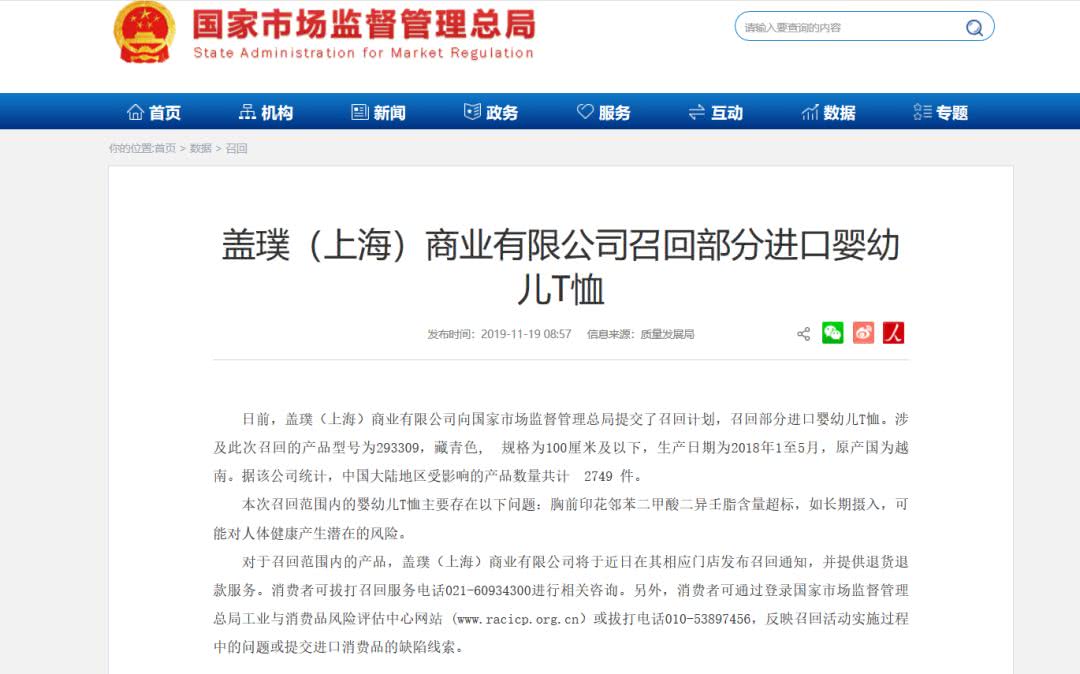 国家市场监督管理总局
State Administration for Market Regulation
请输入要查询的内容
首页 机构 新闻 政务 服务 互动 数据 专题
你的位置:首页 > 数据 > 召回
盖璞（上海）商业有限公司召回部分进口婴幼
儿T恤
发布时间：2019-11-19 08:57 信息来源：质量发展局
日前，盖璞（上海）商业有限公司向国家市场监督管理总局提交了召回计划，召回部分进口婴幼儿T恤。涉
及此次召回的产品型号为293309，藏青色， 规格为100厘米及以下，生产日期为2018年1至5月，原产国为越
南。据该公司统计，中国大陆地区受影响的产品数量共计 2749 件。
本次召回范围内的婴幼儿T恤主要存在以下问题：胸前印花邻苯二甲酸二异壬脂含量超标，如长期摄入，可
能对人体健康产生潜在的风险。
对于召回范围内的产品，盖璞（上海）商业有限公司将于近日在其相应门店发布召回通知，并提供退货退
款服务。消费者可拨打召回服务电话021-60934300进行相关咨询。另外，消费者可通过登录国家市场监督管理
总局工业与消费品风险评估中心网站（www.racicp.org.cn）或拨打电话010-53897456，反映召回活动实施过程
中的问题或提交进口消费品的缺陷线索。